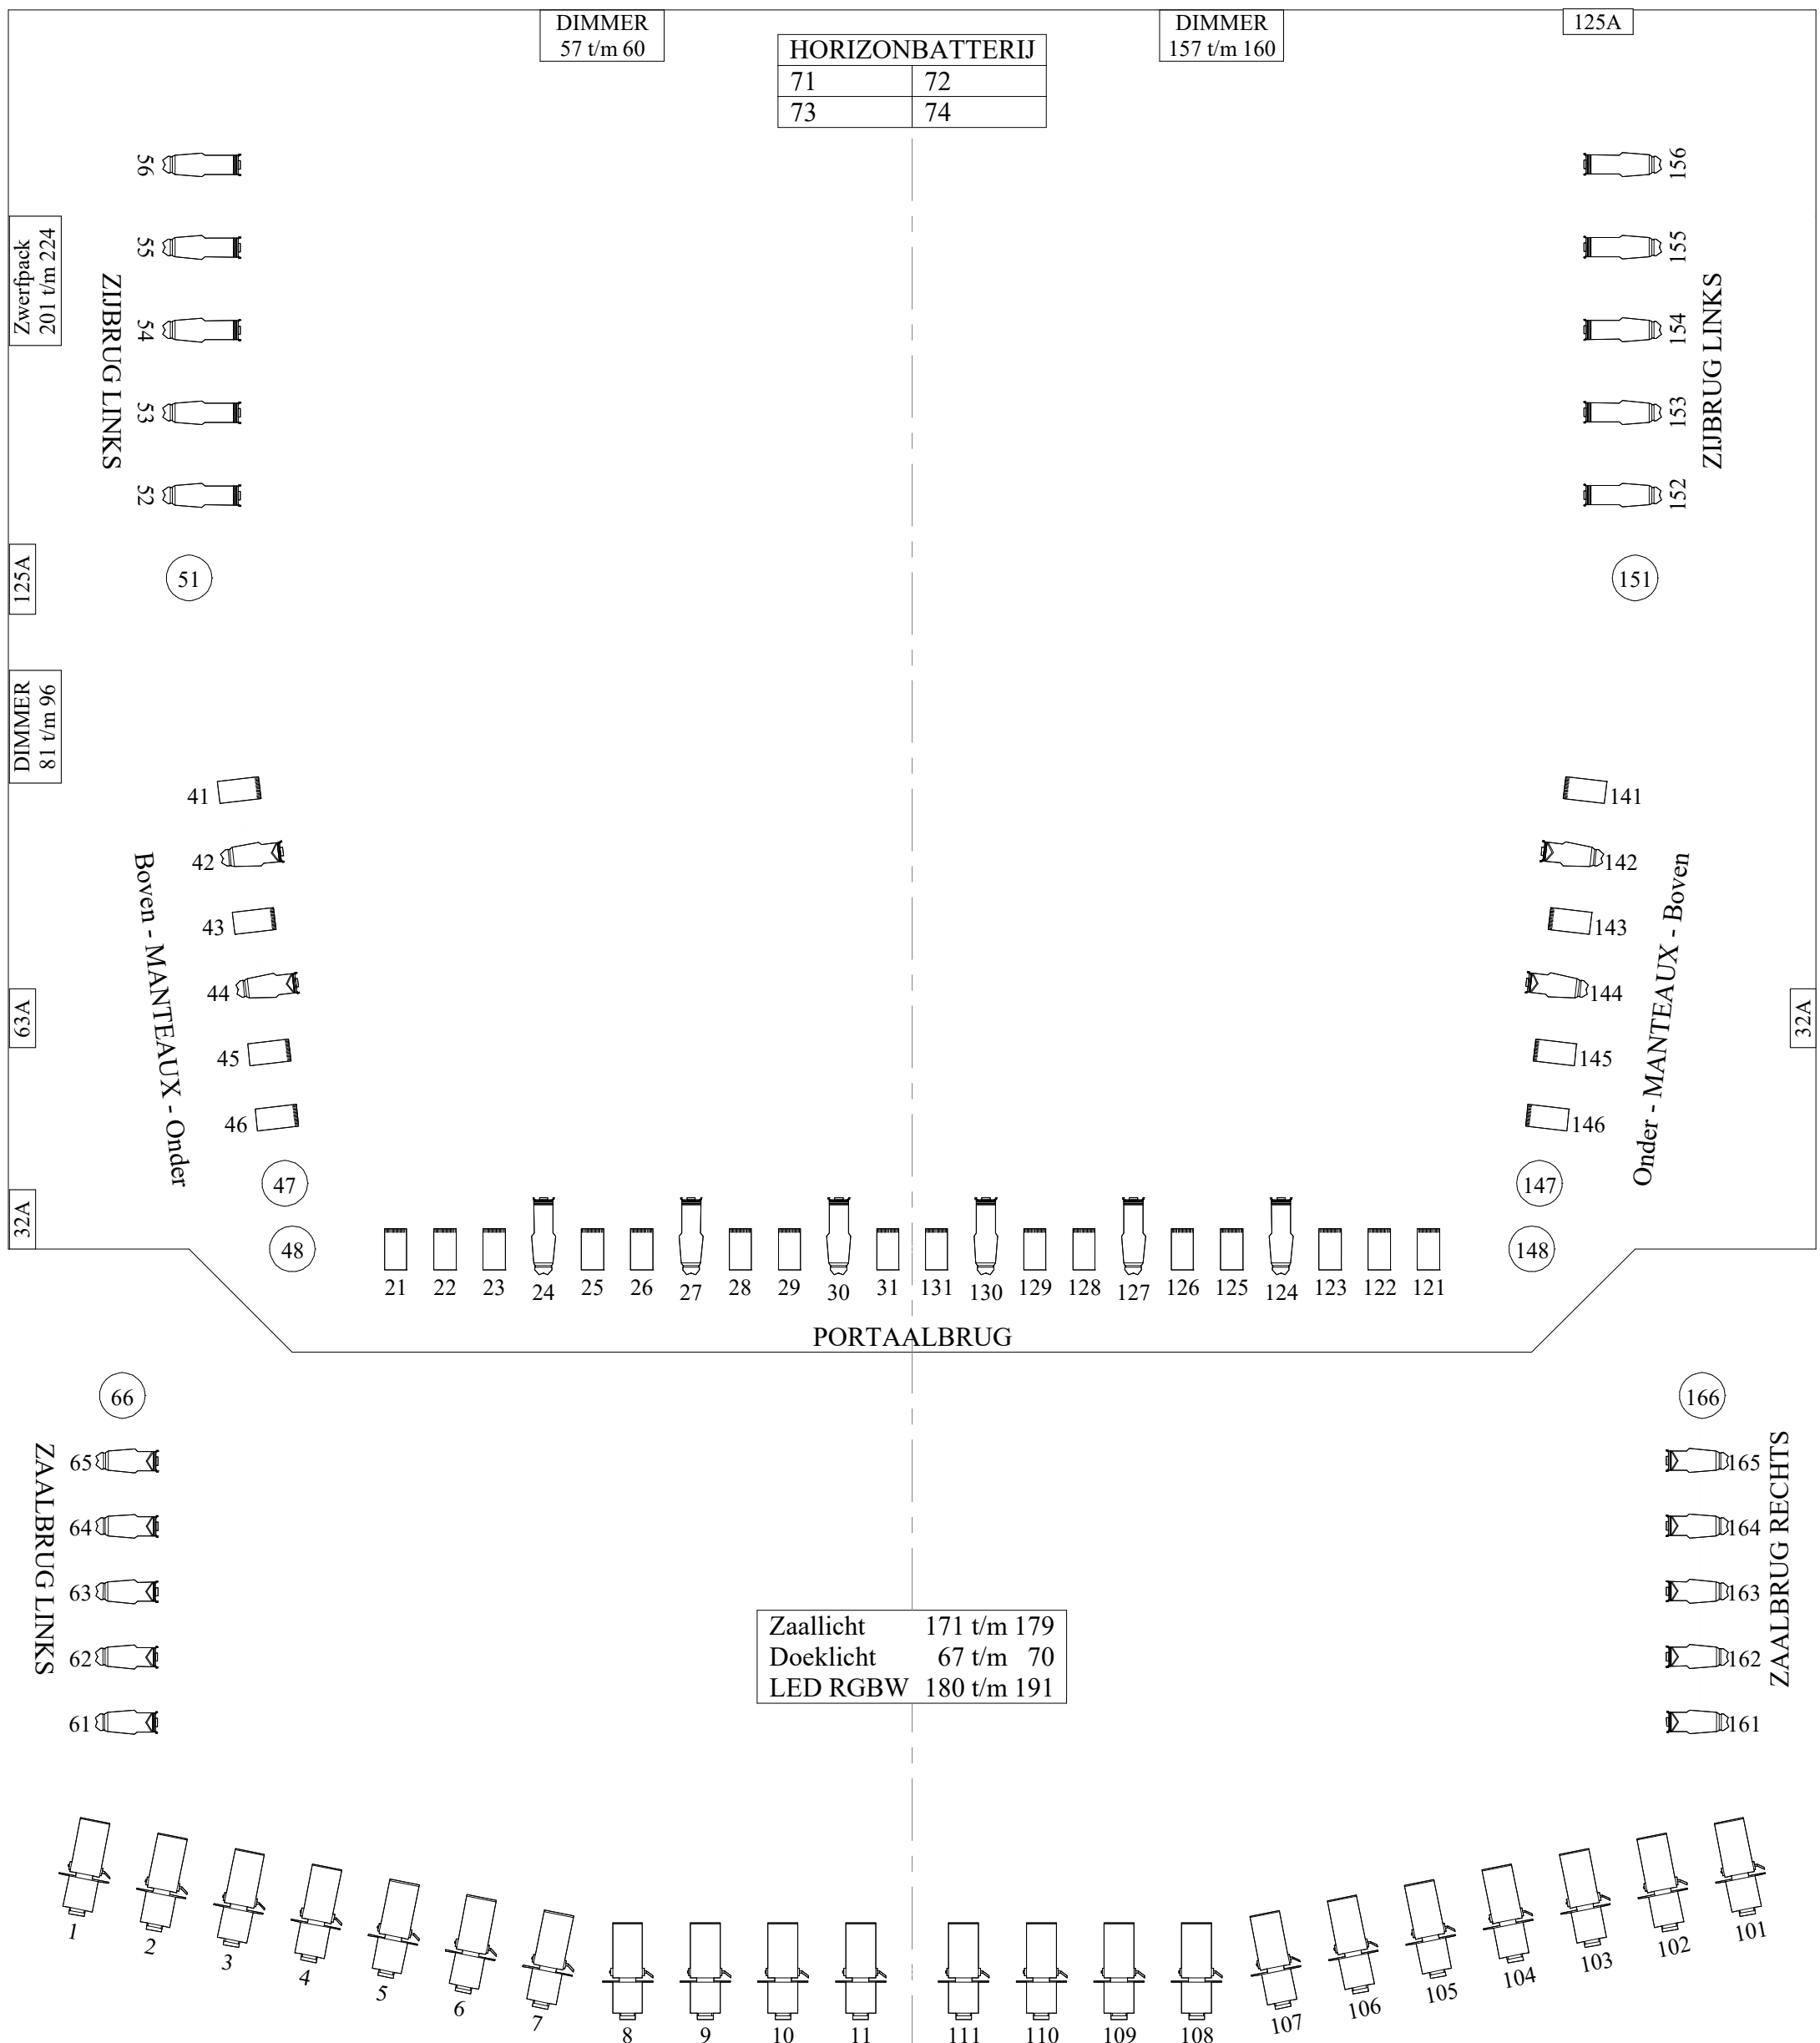 DIMMER
57 t/m 60
HORIZONBATTERIJ
71 72
73 74
DIMMER
157 t/m 160
125A
56
55
54
53
52
ZIJBRUG LINKS
Zwerfpack
201 t/m 224
156
155
154
153
152
ZIJBRUG LINKS
125A
51
151
DIMMER
81 t/m 96
41
42
43
44
45
46
Boven - MANTEAUX - Onder
141
142
143
144
145
146
Onder - MANTEAUX - Boven
63A
32A
32A
47
48
147
148
21 22 23 24 25 26 27 28 29 30 31 131 130 129 128 127 126 125 124 123 122 121
PORTAALBRUG
66
65
64
63
62
61
ZAALBRUG LINKS
166
165
164
163
162
161
ZAALBRUG RECHTS
Zaallicht 171 t/m 179
Doeklicht 67 t/m 70
LED RGBW 180 t/m 191
1 2 3 4 5 6 7 8 9 10 11 111 110 109 108 107 106 105 104 103 102 101